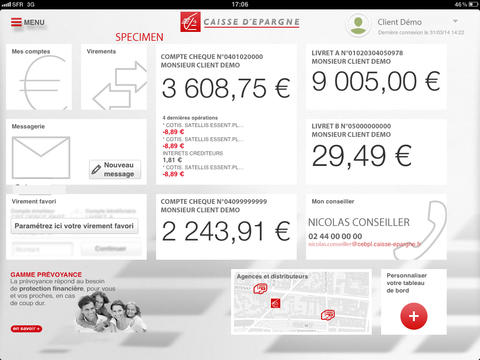 SFR 3G
17:06
46 %
MENU
SPECIMEN
CAISSE D'EPARGNE
Client Démo
Dernière connexion le 31/03/14 14:22
Mes comptes
Virements
COMPTE CHEQUE N°0401020000
MONSIEUR CLIENT DEMO
3 608,75 €
4 dernières opérations
* COTIS. SATELLIS ESSENT.PL...
-8,89 €
* COTIS. SATELLIS ESSENT.PL...
-8,89 €
INTERETS CREDITEURS
1,81 €
* COTIS. SATELLIS ESSENT.PL...
-8,89 €
LIVRET A N°01020304050978
MONSIEUR CLIENT DEMO
9 005,00 €
Messagerie
Nouveau
message
LIVRET B N°05000000000
MONSIEUR CLIENT DEMO
29,49 €
Virement favori
Paramétrez ici votre virement favori
Montant
Continuer
COMPTE CHEQUE N°04099999999
MONSIEUR CLIENT DEMO
2 243,91 €
Mon conseiller
NICOLAS CONSEILLER
02 44 00 00 00
nicolas.conseiller@cebpl.caisse-epargne.fr
GAMME PRÉVOYANCE
La prévoyance répond au besoin
de protection financière, pour vous
et vos proches, en cas
de coup dur.
en savoir +
Agences et distributeurs
Personnaliser
votre tableau
de bord